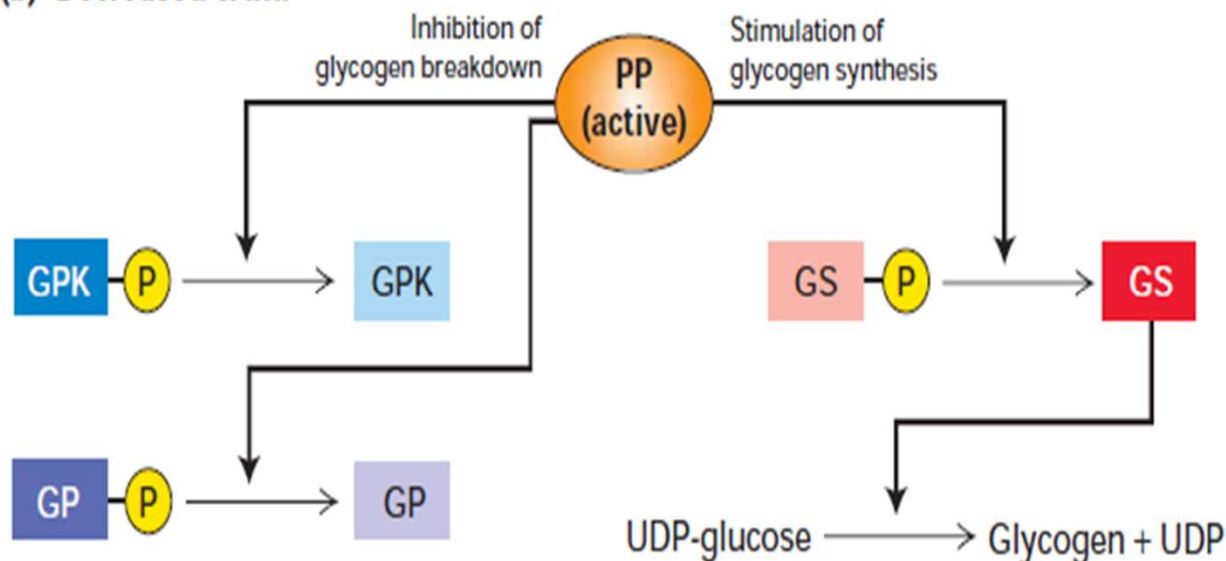 Inhibition of
glycogen breakdown
PP
(active)
Stimulation of
glycogen synthesis
GPK P GPK
GS P GS
GP P GP
UDP-glucose Glycogen + UDP